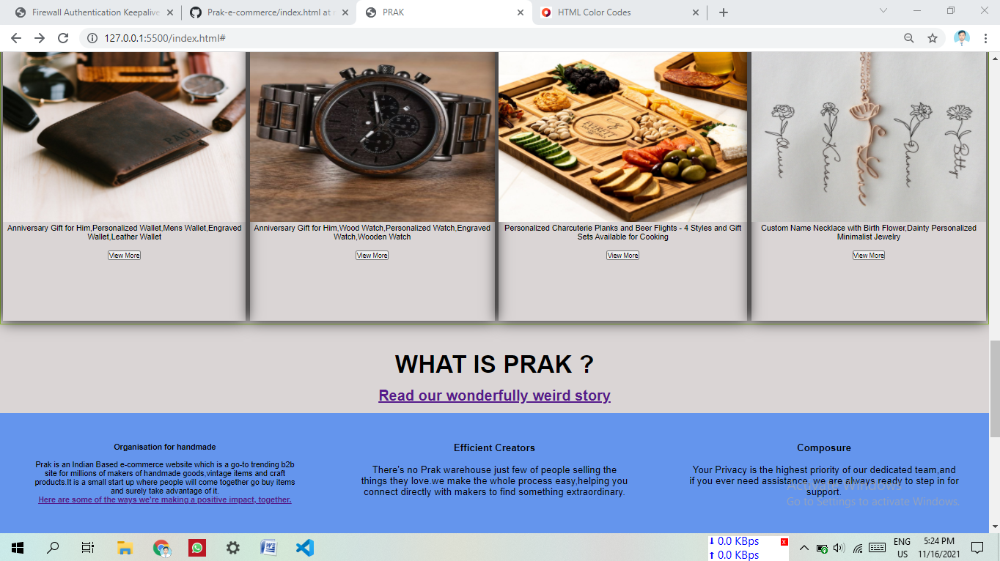 Firewall Authentication Keepalive
Prak-e-commerce/index.html at
PRAK
HTML Color Codes
127.0.0.1:5500/index.html#
PAUL
EVERETT
Olivia
Karsen
Danna
Betty
Anniversary Gift for Him,Personalized Wallet,Mens Wallet,Engraved
Wallet,Leather Wallet
View More
Anniversary Gift for Him,Wood Watch,Personalized Watch,Engraved
Watch,Wooden Watch
View More
Personalized Charcuterie Planks and Beer Flights - 4 Styles and Gift
Sets Available for Cooking
View More
Custom Name Necklace with Birth Flower,Dainty Personalized
Minimalist Jewelry
View More
WHAT IS PRAK ?
Read our wonderfully weird story
Organisation for handmade
Prak is an Indian Based e-commerce website which is a go-to trending b2b
site for millions of makers of handmade goods,vintage items and craft
products.It is a small start up where people will come together go buy items
and surely take advantage of it.
Here are some of the ways we're making a positive impact, together.
Efficient Creators
There's no Prak warehouse just few of people selling the
things they love.we make the whole process easy,helping you
connect directly with makers to find something extraordinary.
Composure
Your Privacy is the highest priority of our dedicated team,and
if you ever need assistance, we are always ready to step in for
support.
Activate Windows
Go to Settings to activate Windows.
0.0 KBps
0.0 KBps
x
ENG
US
5:24 PM
11/16/2021